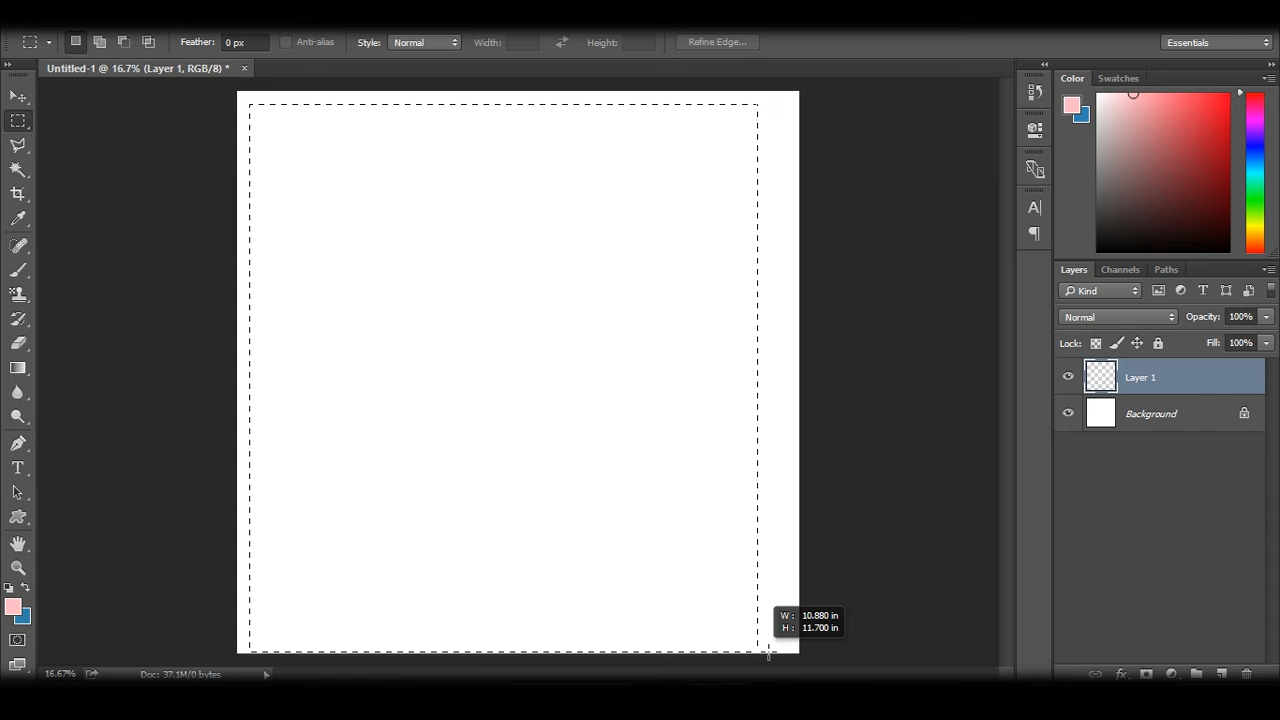 Feather: 0 px Anti-alias Style: Normal Width: Height: Refine Edge... Essentials
Untitled-1 @ 16.7% (Layer 1, RGB/8) * ×
Color Swatches
Layers Channels Paths
Kind
Normal Opacity: 100%
Lock: Fill: 100%
Layer 1
Background
W: 10.880 in
H: 11.700 in
16.67% Doc: 37.1M/0 bytes